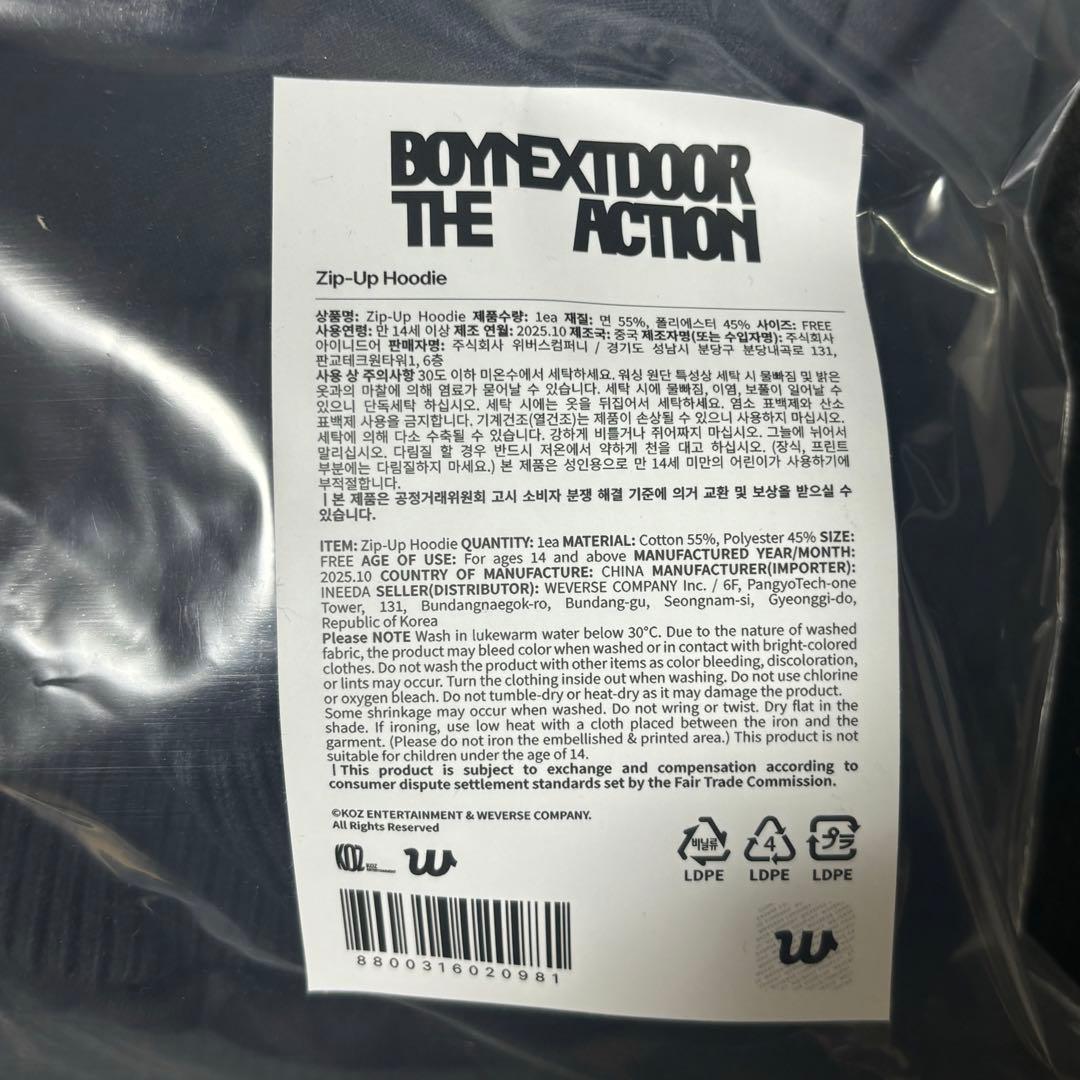 BOYNEXTDOOR
THE ACTION
Zip-Up Hoodie
상품명: Zip-Up Hoodie 제품수량: 1ea 재질: 면 55%, 폴리에스터 45% 사이즈: FREE
사용연령: 만 14세 이상 제조 연월: 2025.10 제조국: 중국 제조자명(또는 수입자명): 주식회사
아이니드어 판매자명: 주식회사 위버스컴퍼니 / 경기도 성남시 분당구 분당내곡로 131,
판교테크원타워1, 6층
사용 상 주의사항 30도 이하 미온수에서 세탁하세요. 워싱 원단 특성상 세탁 시 물빠짐 및 밝은
옷과의 마찰에 의해 염료가 묻어날 수 있습니다. 세탁 시에 물빠짐, 이염, 보풀이 일어날 수
있으니 단독세탁 하십시오. 세탁 시에는 옷을 뒤집어서 세탁하세요. 염소 표백제와 산소
표백제 사용을 금지합니다. 기계건조(열건조)는 제품이 손상될 수 있으니 사용하지 마십시오.
세탁에 의해 다소 수축될 수 있습니다. 강하게 비틀거나 쥐어짜지 마십시오. 그늘에 뉘어서
말리십시오. 다림질 할 경우 반드시 저온에서 약하게 천을 대고 하십시오. (장식, 프린트
부분에는 다림질하지 마세요.) 본 제품은 성인용으로 만 14세 미만의 어린이가 사용하기에
부적절합니다.
| 본 제품은 공정거래위원회 고시 소비자 분쟁 해결 기준에 의거 교환 및 보상을 받으실 수
있습니다.
ITEM: Zip-Up Hoodie QUANTITY: 1ea MATERIAL: Cotton 55%, Polyester 45% SIZE:
FREE AGE OF USE: For ages 14 and above MANUFACTURED YEAR/MONTH:
2025.10 COUNTRY OF MANUFACTURE: CHINA MANUFACTURER(IMPORTER):
INEEDA SELLER(DISTRIBUTOR): WEVERSE COMPANY Inc. / 6F, PangyoTech-one
Tower, 131, Bundangnaegok-ro, Bundang-gu, Seongnam-si, Gyeonggi-do,
Republic of Korea
Please NOTE Wash in lukewarm water below 30°C. Due to the nature of washed
fabric, the product may bleed color when washed or in contact with bright-colored
clothes. Do not wash the product with other items as color bleeding, discoloration,
or lints may occur. Turn the clothing inside out when washing. Do not use chlorine
or oxygen bleach. Do not tumble-dry or heat-dry as it may damage the product.
Some shrinkage may occur when washed. Do not wring or twist. Dry flat in the
shade. If ironing, use low heat with a cloth placed between the iron and the
garment. (Please do not iron the embellished & printed area.) This product is not
suitable for children under the age of 14.
| This product is subject to exchange and compensation according to
consumer dispute settlement standards set by the Fair Trade Commission.
©KOZ ENTERTAINMENT & WEVERSE COMPANY.
All Rights Reserved
KOZ KOZ ENTERTAINMENT w
비닐류 4 プラ
LDPE LDPE LDPE
8800316020981
w